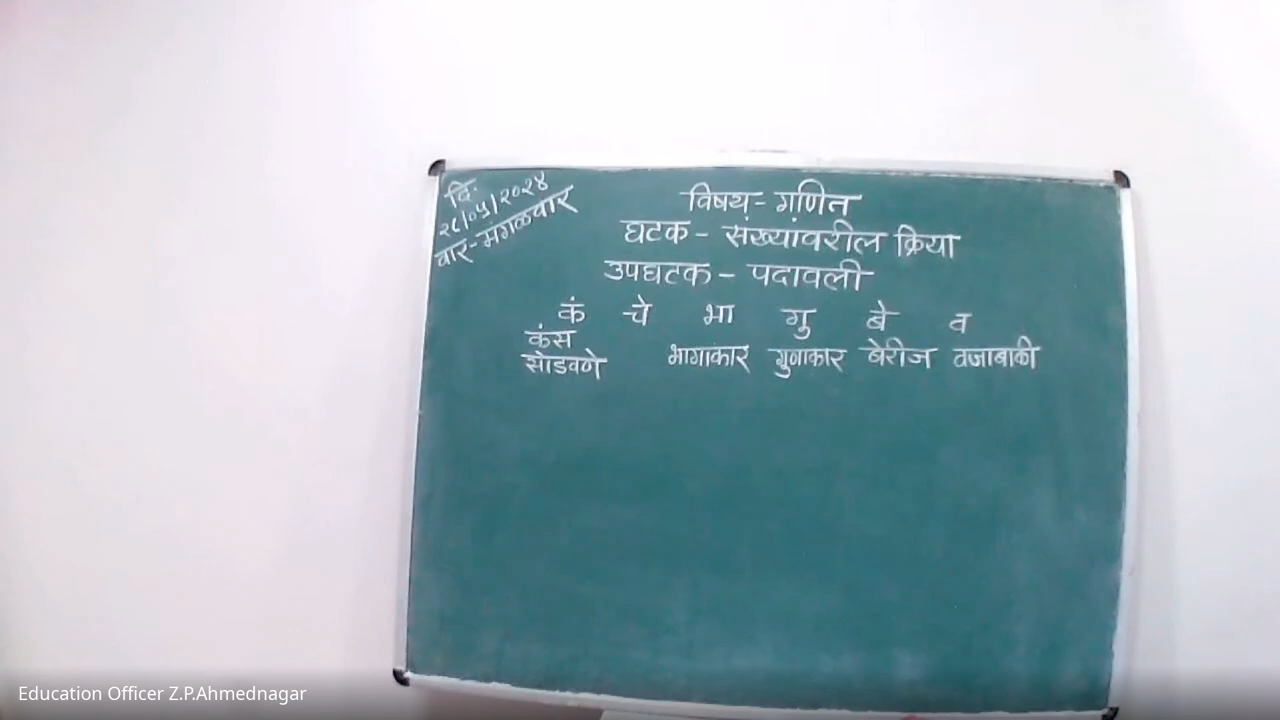 दि:
२८/०५/२०२४
वार-मंगळवार
विषय- गणित
घटक - संख्यांवरील क्रिया
उपघटक - पदावली
कं चे भा गु बे व
कंस
सोडवणे भागाकार गुणाकार बेरीज वजाबाकी
Education Officer Z.P.Ahmednagar